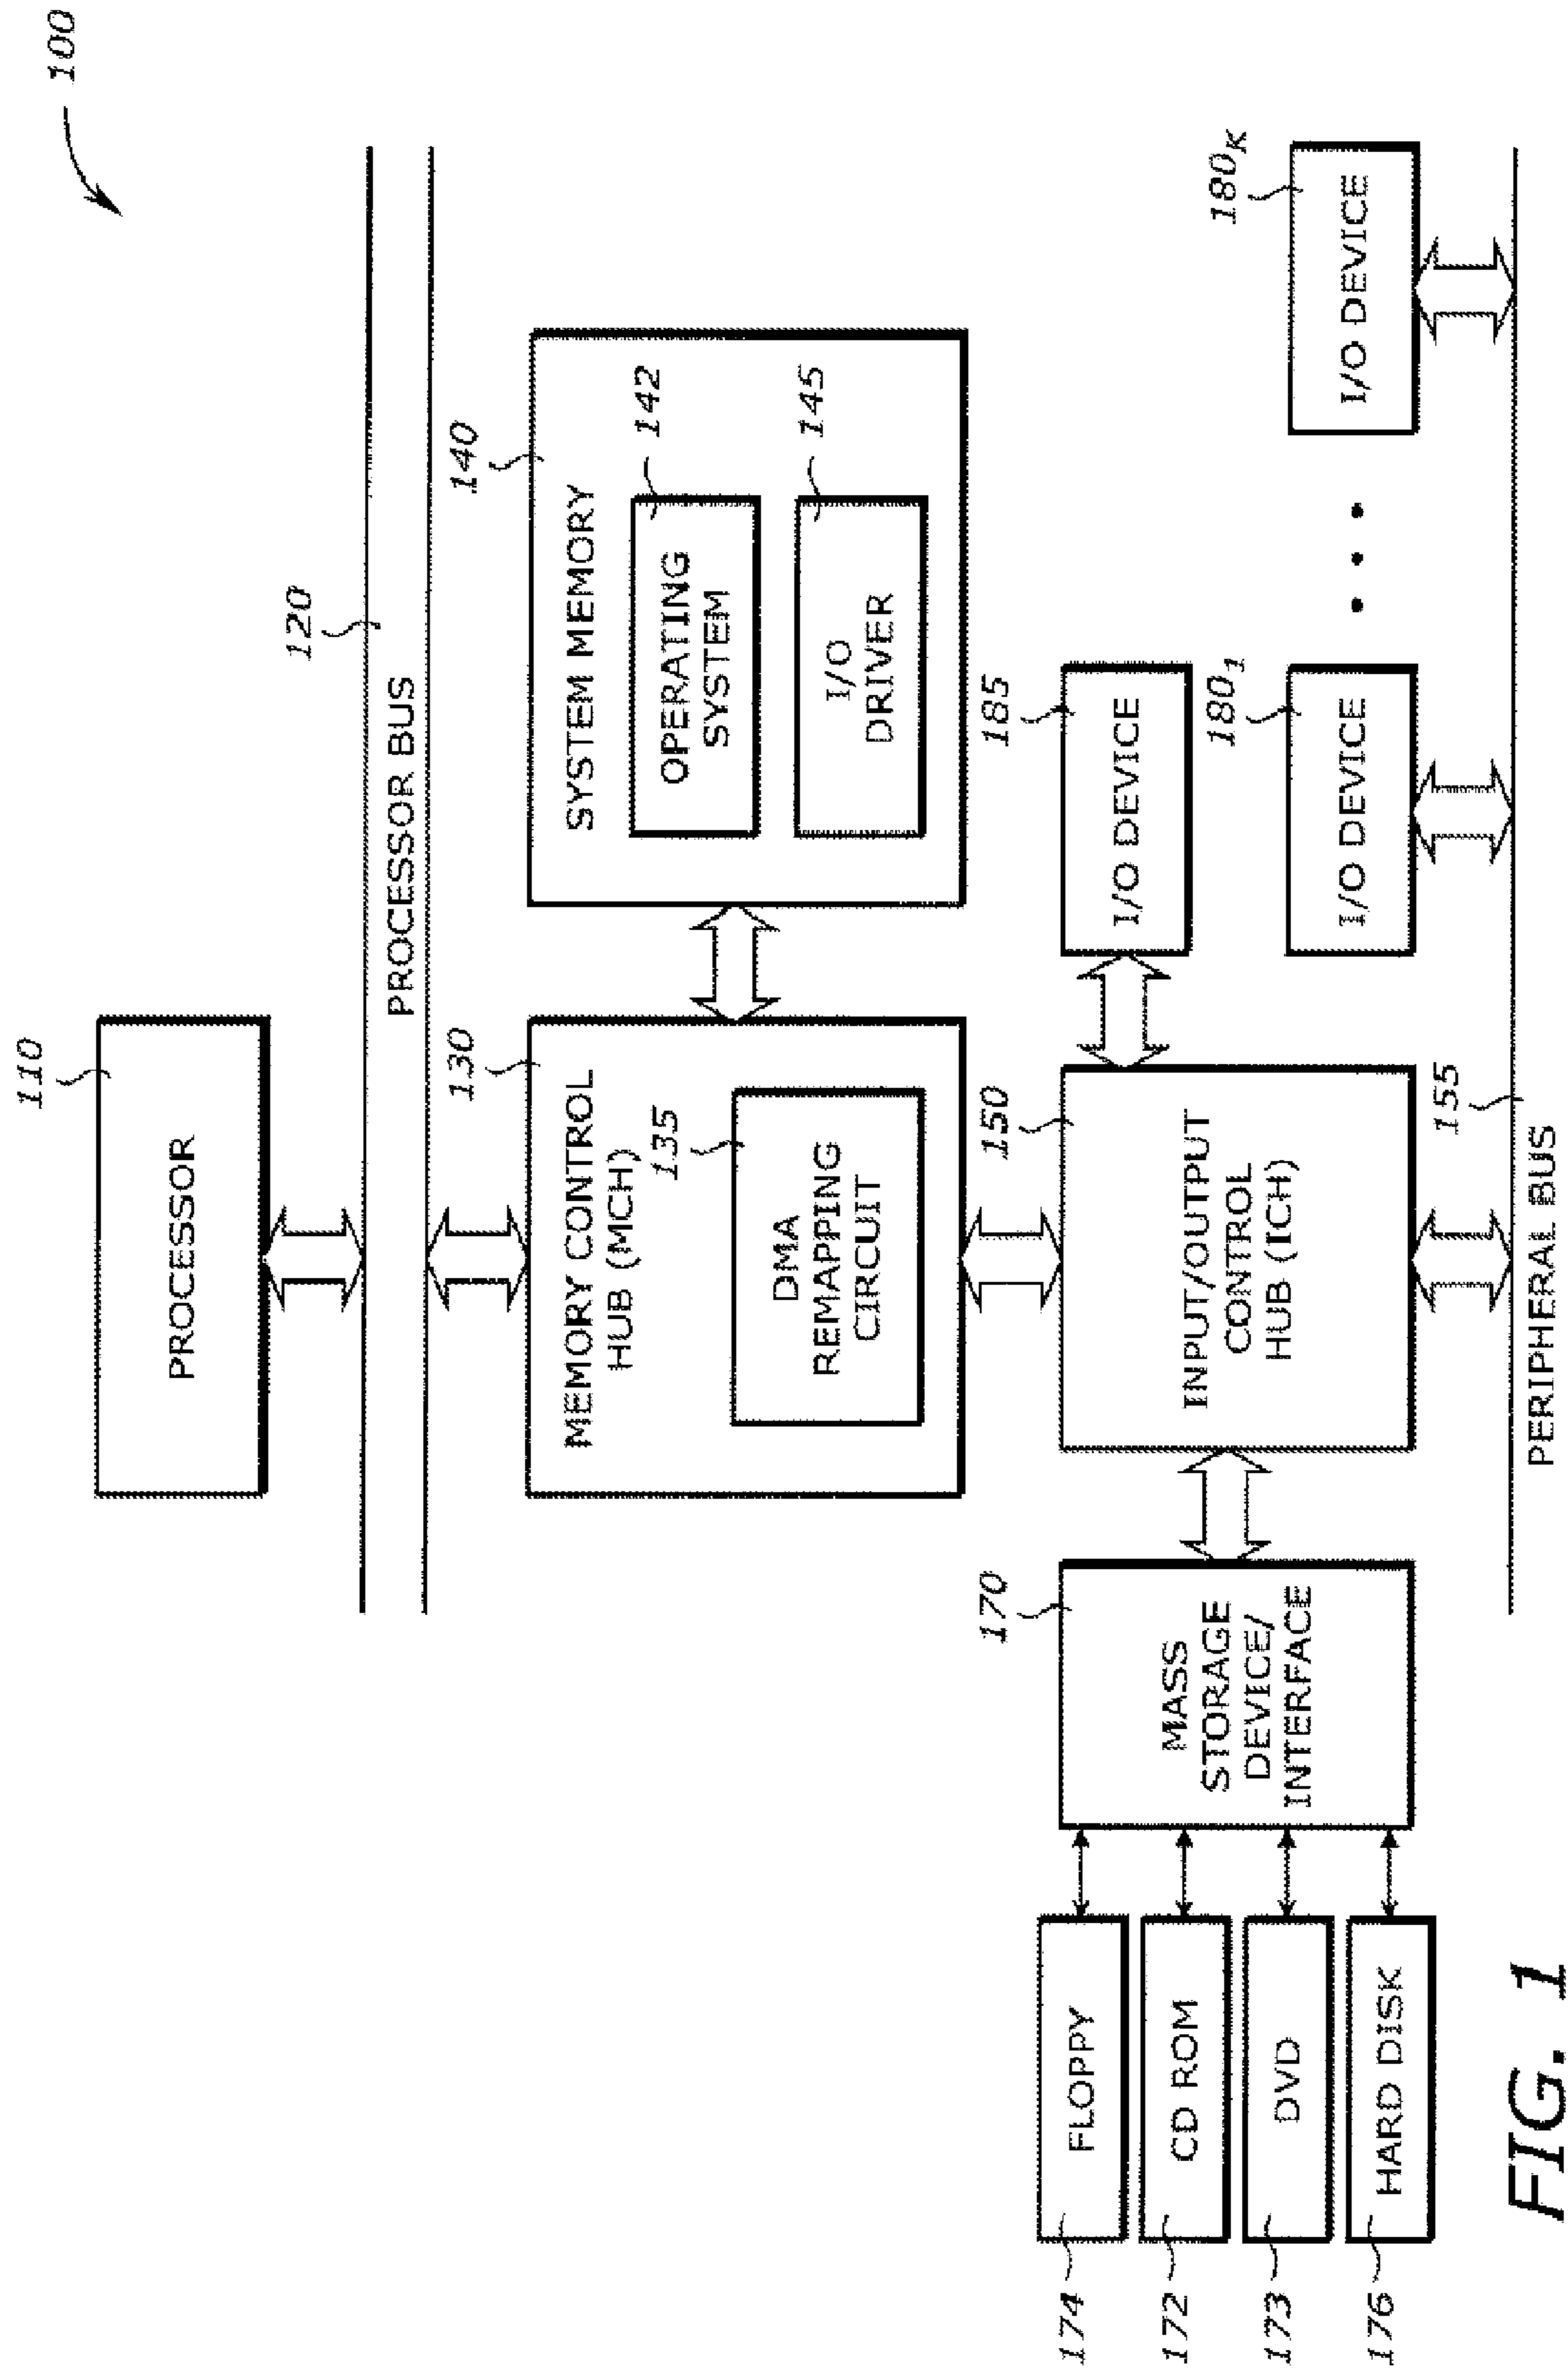 100
110
PROCESSOR
120
PROCESSOR BUS
130
MEMORY CONTROL
HUB (MCH)
135
DMA
REMAPPING
CIRCUIT
140
SYSTEM MEMORY
142
OPERATING
SYSTEM
145
I/O
DRIVER
150
INPUT/OUTPUT
CONTROL
HUB (ICH)
185
I/O DEVICE
180₁
I/O DEVICE
• • •
180K
I/O DEVICE
155
PERIPHERAL BUS
170
MASS
STORAGE
DEVICE/
INTERFACE
174
FLOPPY
172
CD ROM
173
DVD
176
HARD DISK
FIG. 1